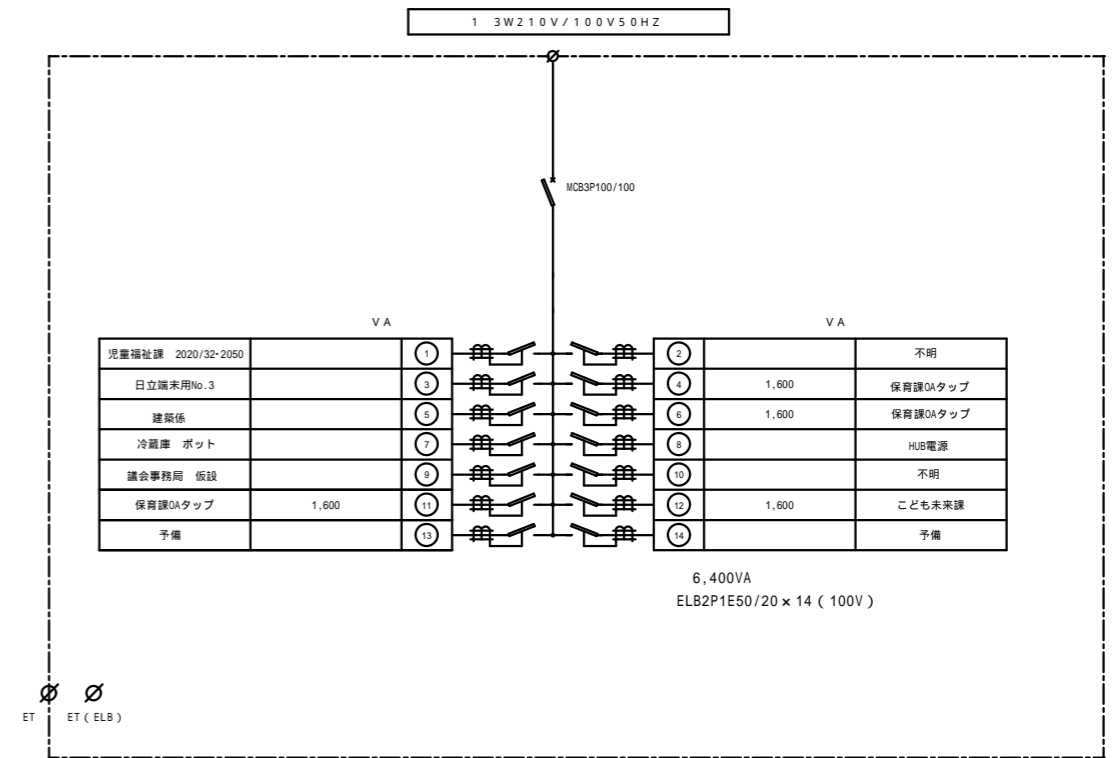 1 3W210V/100V50HZ
MCB3P100/100
VA
VA
児童福祉課 2020/32・2050 1 2 不明
日立端末用No.3 3 4 1,600 保育課OAタップ
建築係 5 6 1,600 保育課OAタップ
冷蔵庫 ポット 7 8 HUB電源
議会事務局 仮設 9 10 不明
保育課OAタップ 1,600 11 12 1,600 こども未来課
予備 13 14 予備
6,400VA
ELB2P1E50/20×14(100V)
ET ET(ELB)